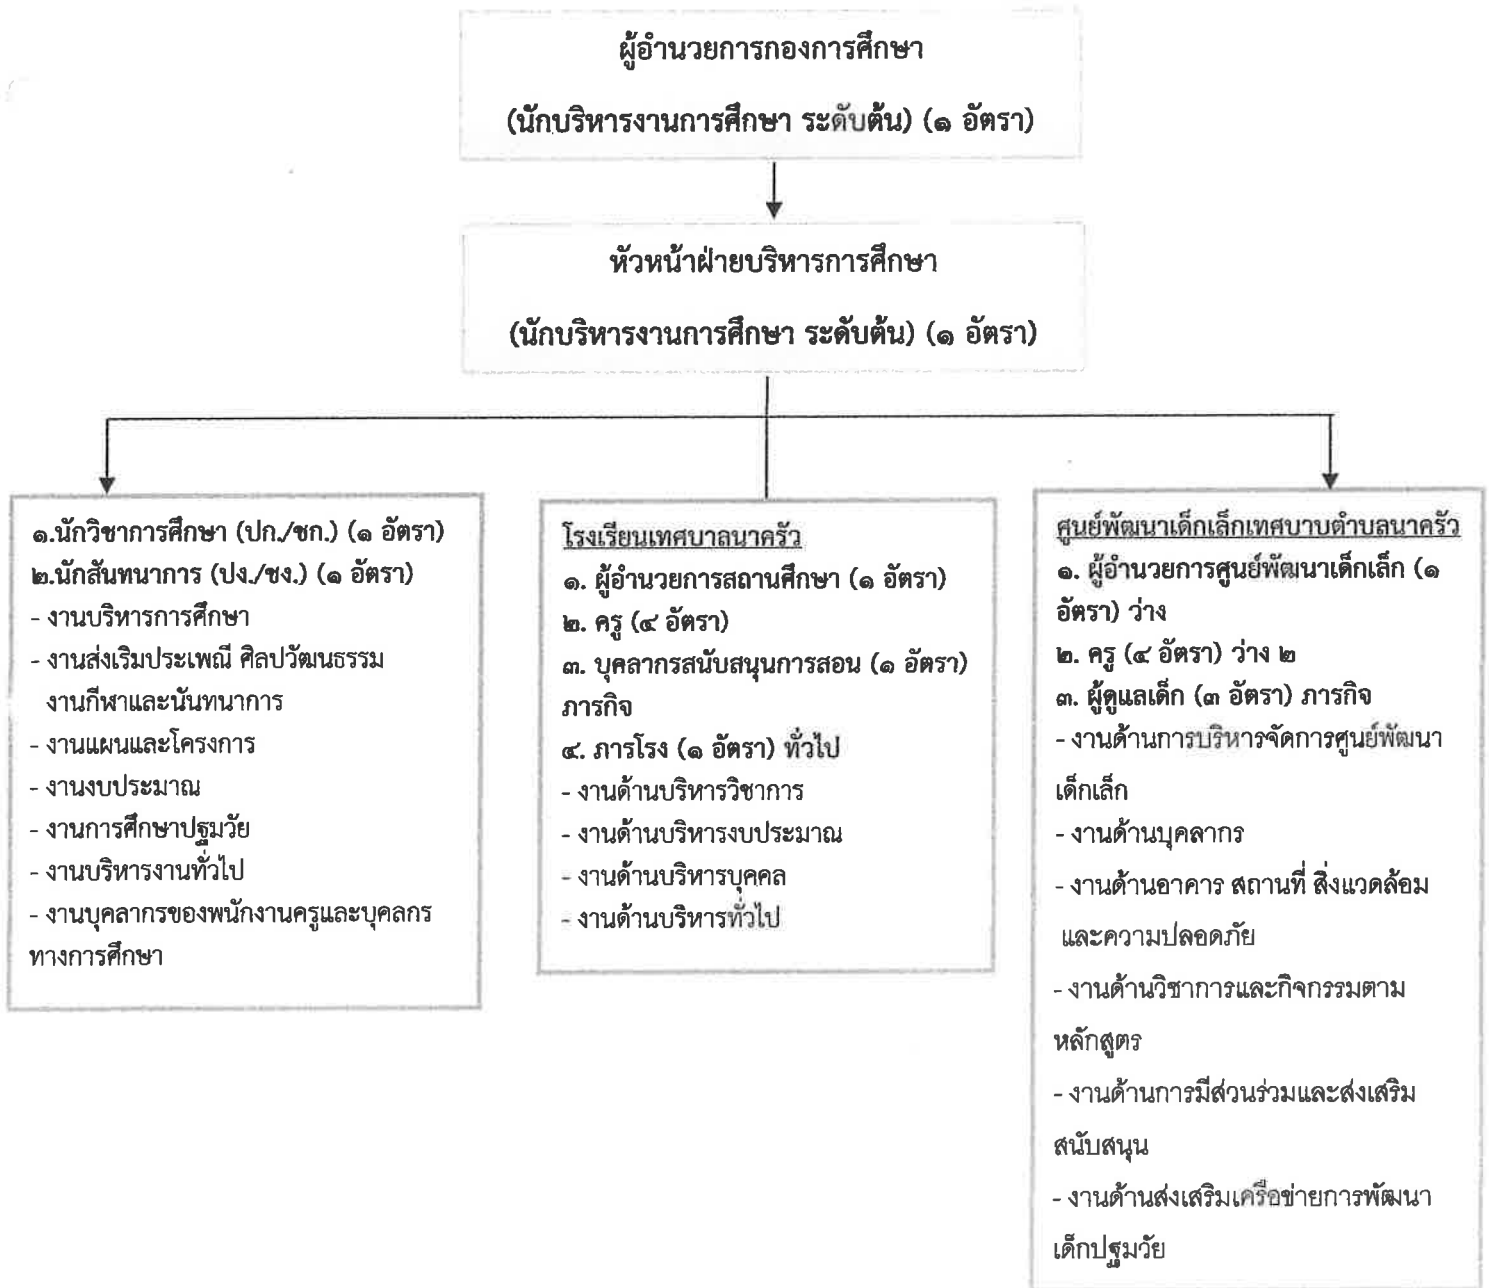 ผู้อำนวยการกองการศึกษา
(นักบริหารงานการศึกษา ระดับต้น) (๑ อัตรา)
หัวหน้าฝ่ายบริหารการศึกษา
(นักบริหารงานการศึกษา ระดับต้น) (๑ อัตรา)
๑.นักวิชาการศึกษา (ปก./ชก.) (๑ อัตรา)
๒.นักสันทนาการ (ปง./ชง.) (๑ อัตรา)
- งานบริหารการศึกษา
- งานส่งเริมประเพณี ศิลปวัฒนธรรม
งานกีฬาและนันทนาการ
- งานแผนและโครงการ
- งานงบประมาณ
- งานการศึกษาปฐมวัย
- งานบริหารงานทั่วไป
- งานบุคลากรของพนักงานครูและบุคลกร
ทางการศึกษา
โรงเรียนเทศบาลนาครัว
๑. ผู้อำนวยการสถานศึกษา (๑ อัตรา)
๒. ครู (๔ อัตรา)
๓. บุคลากรสนับสนุนการสอน (๑ อัตรา)
ภารกิจ
๔. ภารโรง (๑ อัตรา) ทั่วไป
- งานด้านบริหารวิชาการ
- งานด้านบริหารงบประมาณ
- งานด้านบริหารบุคคล
- งานด้านบริหารทั่วไป
ศูนย์พัฒนาเด็กเล็กเทศบาบตำบลนาครัว
๑. ผู้อำนวยการศูนย์พัฒนาเด็กเล็ก (๑
อัตรา) ว่าง
๒. ครู (๔ อัตรา) ว่าง ๒
๓. ผู้ดูแลเด็ก (๓ อัตรา) ภารกิจ
- งานด้านการบริหารจัดการศูนย์พัฒนา
เด็กเล็ก
- งานด้านบุคลากร
- งานด้านอาคาร สถานที่ สิ่งแวดล้อม
และความปลอดภัย
- งานด้านวิชาการและกิจกรรมตาม
หลักสูตร
- งานด้านการมีส่วนร่วมและส่งเสริม
สนับสนุน
- งานด้านส่งเสริมเครือข่ายการพัฒนา
เด็กปฐมวัย